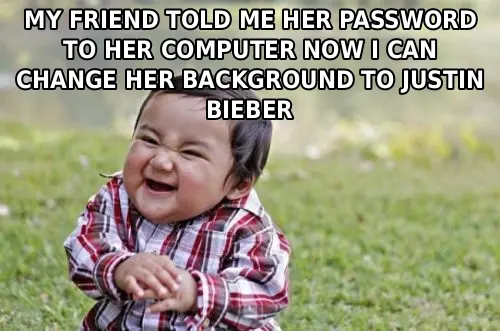 MY FRIEND TOLD ME HER PASSWORD
TO HER COMPUTER NOW I CAN
CHANGE HER BACKGROUND TO JUSTIN
BIEBER